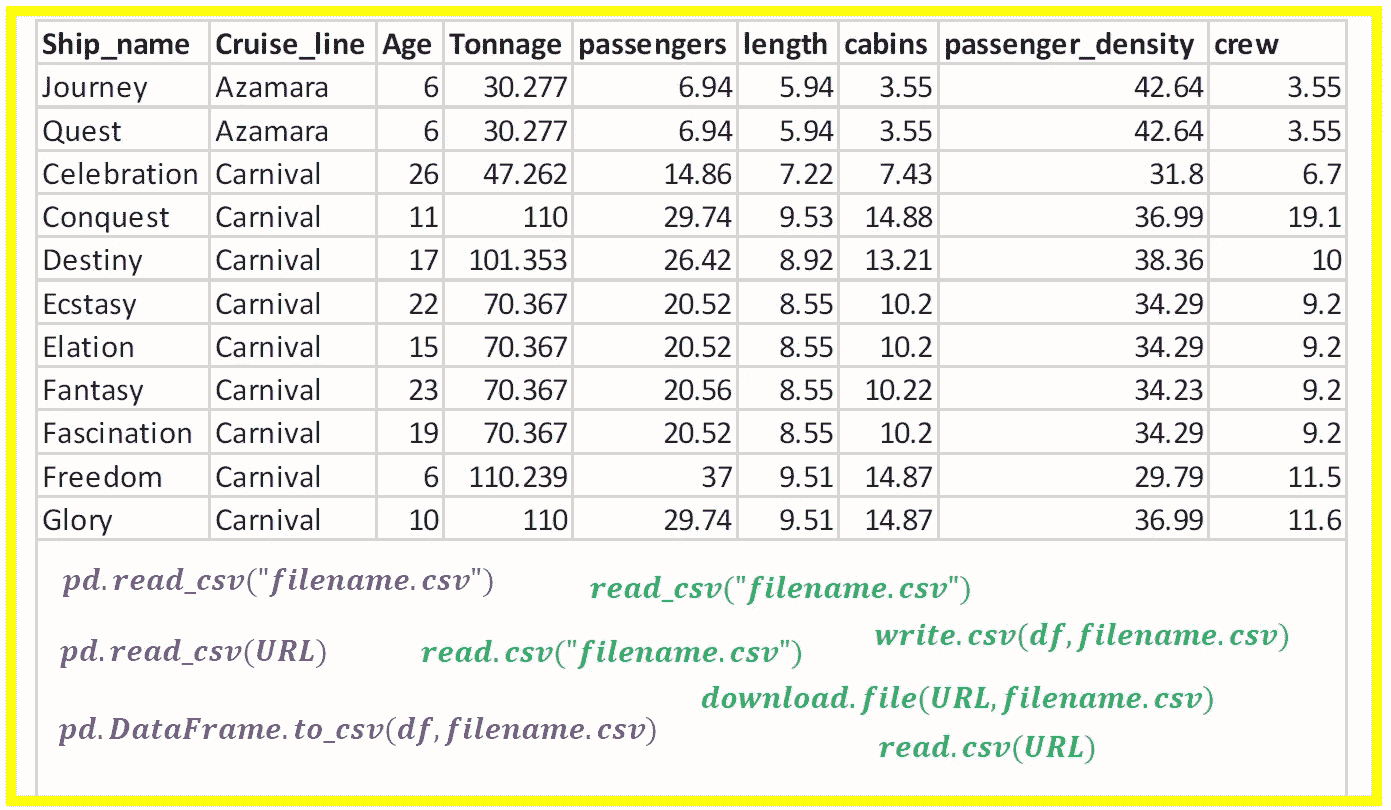 Ship_name Cruise_line Age Tonnage passengers length cabins passenger_density crew
Journey Azamara 6 30.277 6.94 5.94 3.55 42.64 3.55
Quest Azamara 6 30.277 6.94 5.94 3.55 42.64 3.55
Celebration Carnival 26 47.262 14.86 7.22 7.43 31.8 6.7
Conquest Carnival 11 110 29.74 9.53 14.88 36.99 19.1
Destiny Carnival 17 101.353 26.42 8.92 13.21 38.36 10
Ecstasy Carnival 22 70.367 20.52 8.55 10.2 34.29 9.2
Elation Carnival 15 70.367 20.52 8.55 10.2 34.29 9.2
Fantasy Carnival 23 70.367 20.56 8.55 10.22 34.23 9.2
Fascination Carnival 19 70.367 20.52 8.55 10.2 34.29 9.2
Freedom Carnival 6 110.239 37 9.51 14.87 29.79 11.5
Glory Carnival 10 110 29.74 9.51 14.87 36.99 11.6
pd.read_csv("filename.csv")
read_csv("filename.csv")
write.csv(df,filename.csv)
pd.read_csv(URL)
read.csv("filename.csv")
download.file(URL,filename.csv)
pd.DataFrame.to_csv(df,filename.csv)
read.csv(URL)